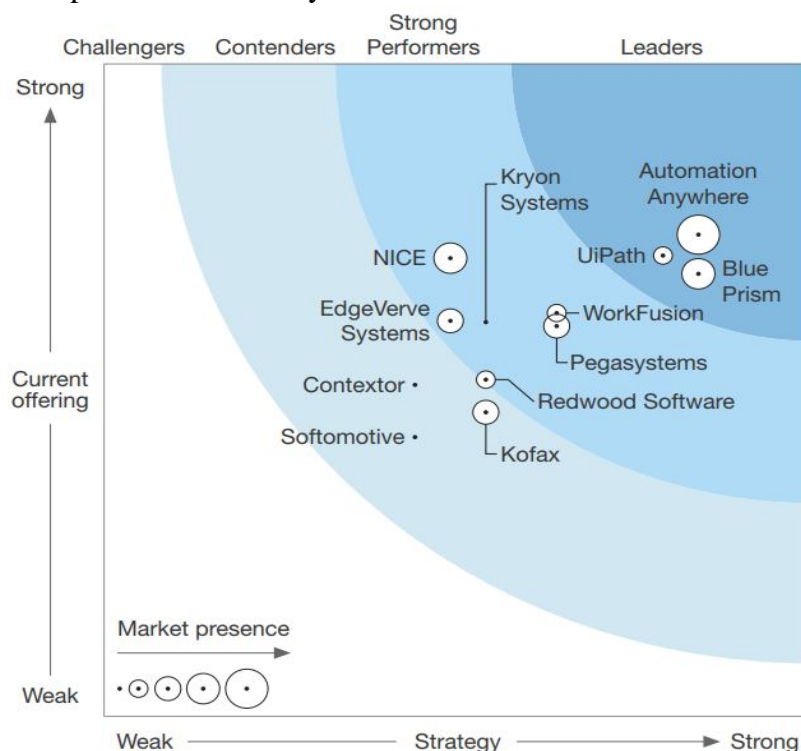 Strong
Challengers Contenders Performers Leaders
Strong
Kryon
Systems
Automation
Anywhere
NICE
UiPath
Blue
Prism
EdgeVerve
Systems
WorkFusion
Pegasystems
Current
offering
Contextor
Redwood Software
Softomotive
Kofax
Market presence
Weak
Weak Strategy Strong